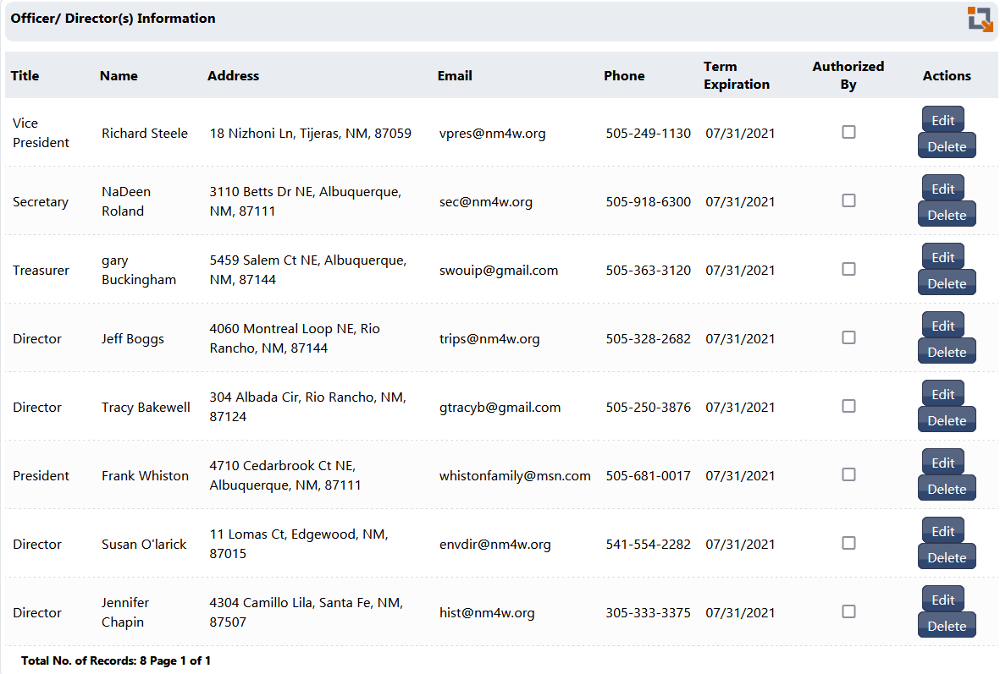 Officer/ Director(s) Information
Title Name Address Email Phone Term Expiration Authorized By Actions
Vice President Richard Steele 18 Nizhoni Ln, Tijeras, NM, 87059 vpres@nm4w.org 505-249-1130 07/31/2021 Edit Delete
Secretary NaDeen Roland 3110 Betts Dr NE, Albuquerque, NM, 87111 sec@nm4w.org 505-918-6300 07/31/2021 Edit Delete
Treasurer gary Buckingham 5459 Salem Ct NE, Albuquerque, NM, 87144 swouip@gmail.com 505-363-3120 07/31/2021 Edit Delete
Director Jeff Boggs 4060 Montreal Loop NE, Rio Rancho, NM, 87144 trips@nm4w.org 505-328-2682 07/31/2021 Edit Delete
Director Tracy Bakewell 304 Albada Cir, Rio Rancho, NM, 87124 gtracyb@gmail.com 505-250-3876 07/31/2021 Edit Delete
President Frank Whiston 4710 Cedarbrook Ct NE, Albuquerque, NM, 87111 whistonfamily@msn.com 505-681-0017 07/31/2021 Edit Delete
Director Susan O'larick 11 Lomas Ct, Edgewood, NM, 87015 envdir@nm4w.org 541-554-2282 07/31/2021 Edit Delete
Director Jennifer Chapin 4304 Camillo Lila, Santa Fe, NM, 87507 hist@nm4w.org 305-333-3375 07/31/2021 Edit Delete
Total No. of Records: 8 Page 1 of 1